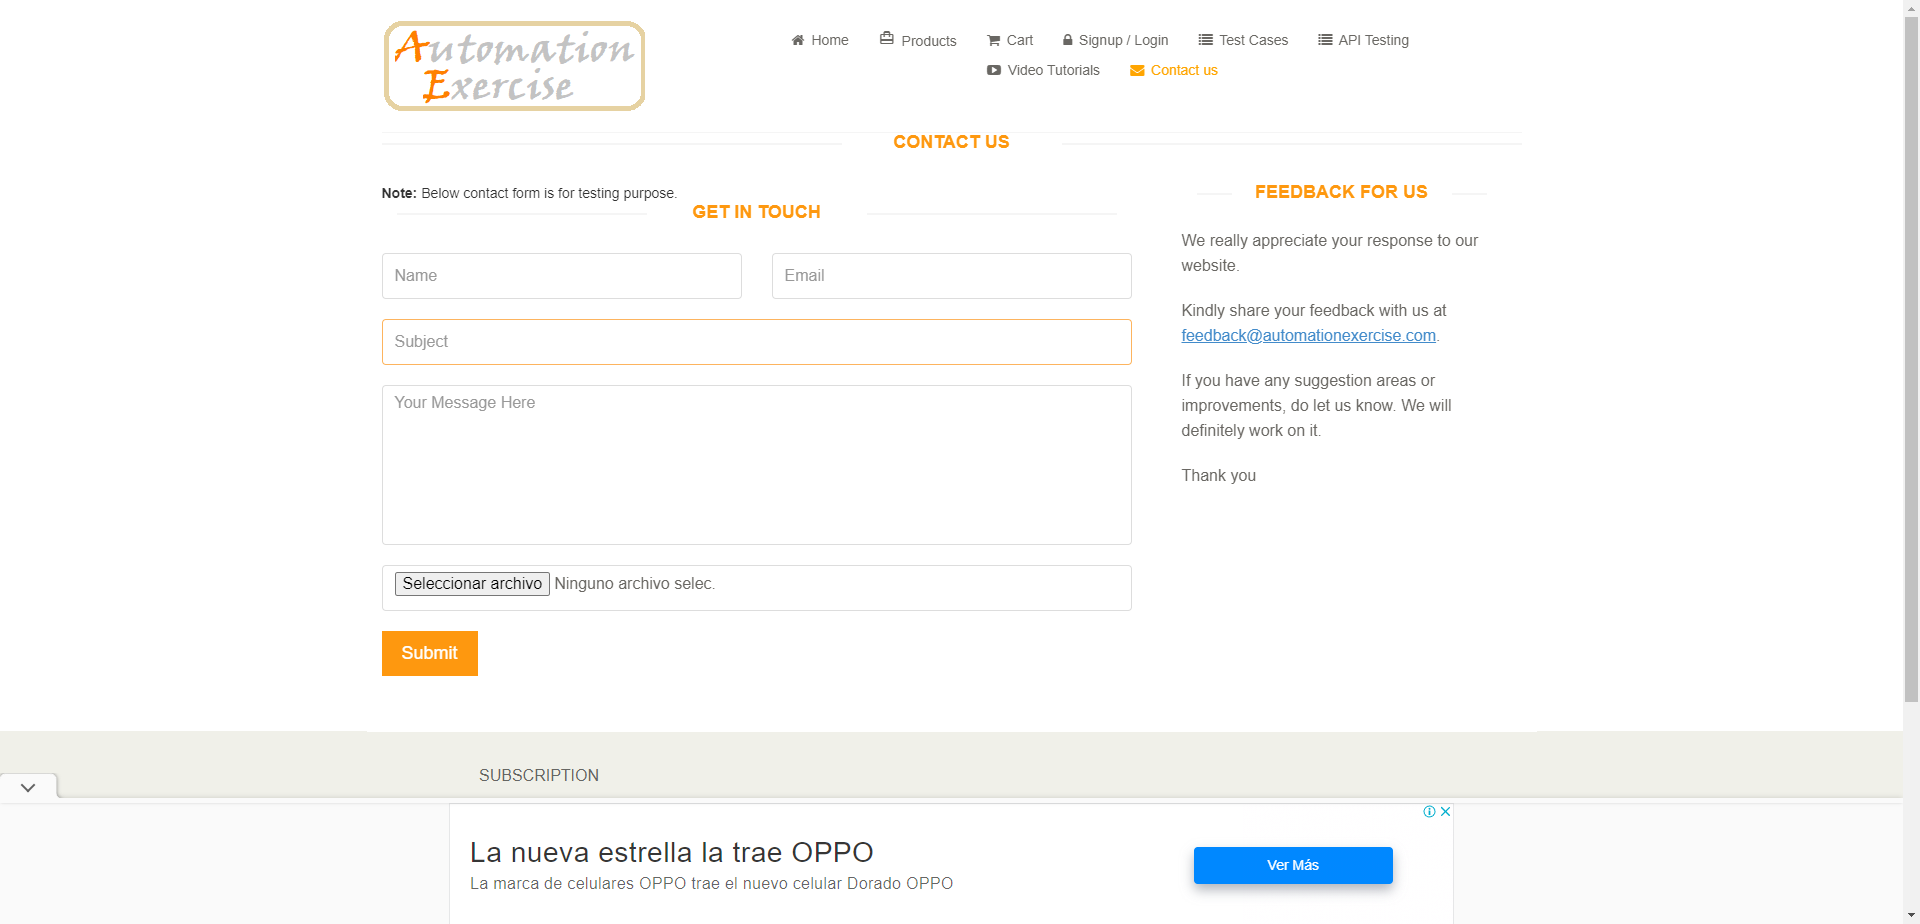 Automation
Exercise
Home
Products
Cart
Signup / Login
Test Cases
API Testing
Video Tutorials
Contact us
CONTACT US
Note: Below contact form is for testing purpose.
GET IN TOUCH
Name
Email
Subject
Your Message Here
Seleccionar archivo Ninguno archivo selec.
Submit
FEEDBACK FOR US
We really appreciate your response to our
website.
Kindly share your feedback with us at
feedback@automationexercise.com.
If you have any suggestion areas or
improvements, do let us know. We will
definitely work on it.
Thank you
SUBSCRIPTION
La nueva estrella la trae OPPO
La marca de celulares OPPO trae el nuevo celular Dorado OPPO
Ver Más